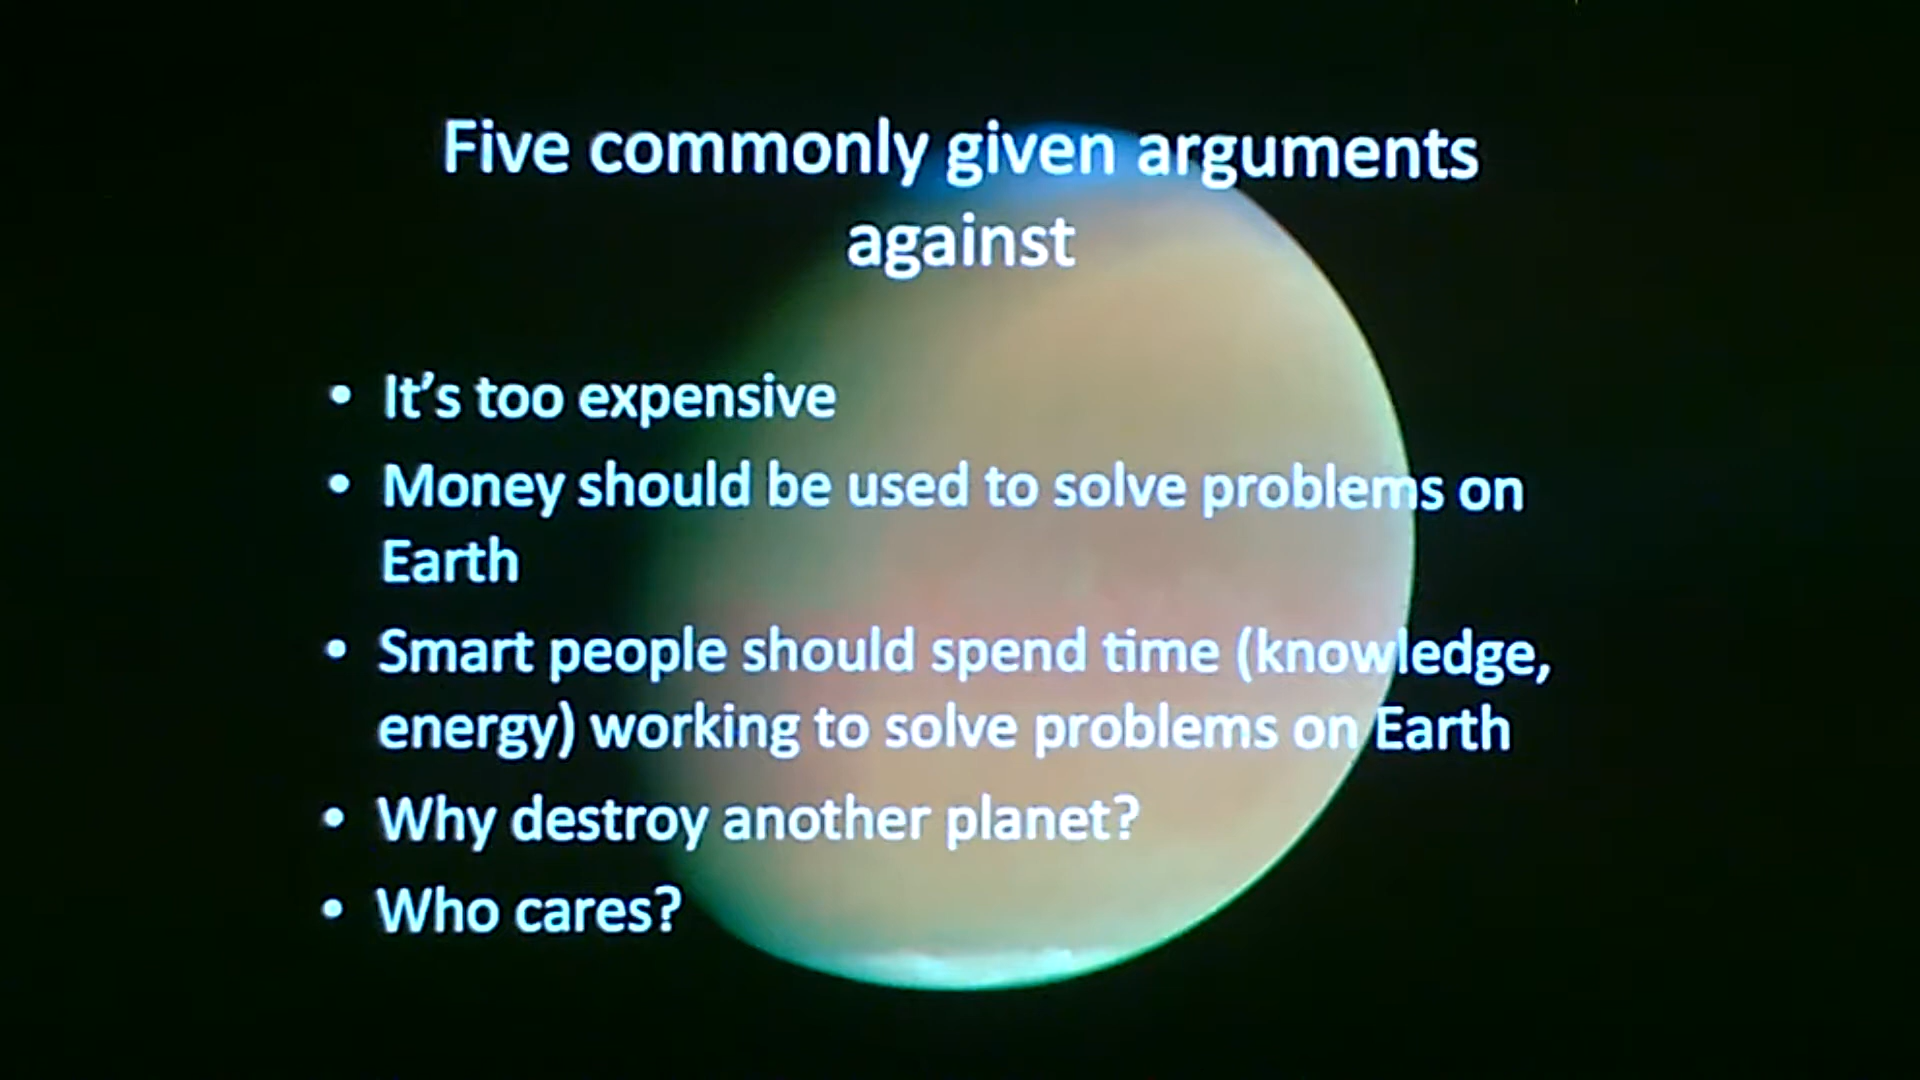 Five commonly given arguments
against
• It's too expensive
• Money should be used to solve problems on
Earth
• Smart people should spend time (knowledge,
energy) working to solve problems on Earth
• Why destroy another planet?
• Who cares?